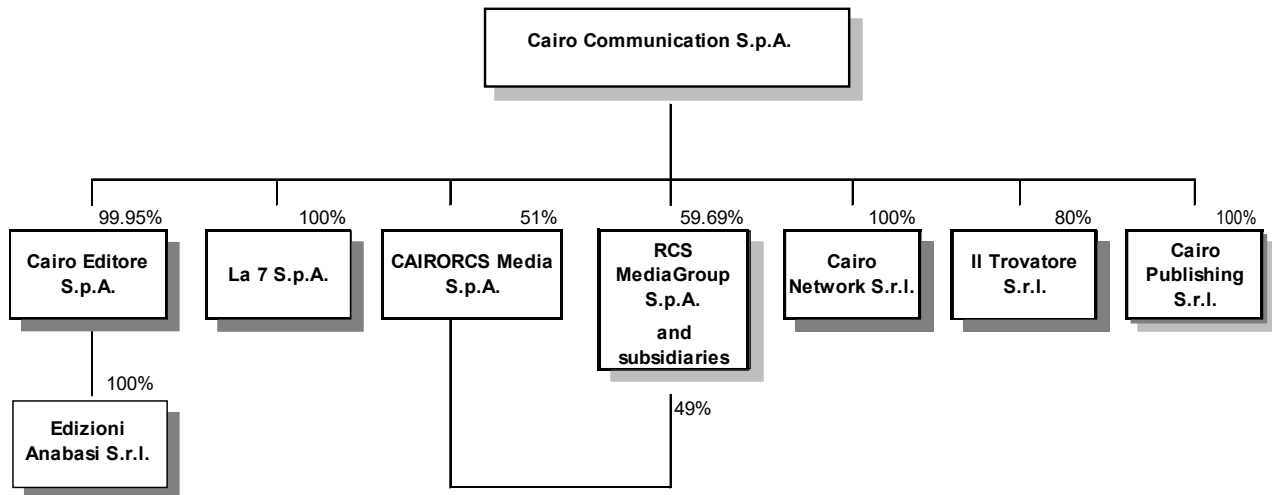 Cairo Communication S.p.A.
99.95%
100%
51%
59.69%
100%
80%
100%
Cairo Editore
S.p.A.
La 7 S.p.A.
CAIRORCS Media
S.p.A.
RCS
MediaGroup
S.p.A.
and
subsidiaries
Cairo
Network S.r.l.
Il Trovatore
S.r.l.
Cairo
Publishing
S.r.l.
100%
49%
Edizioni
Anabasi S.r.l.